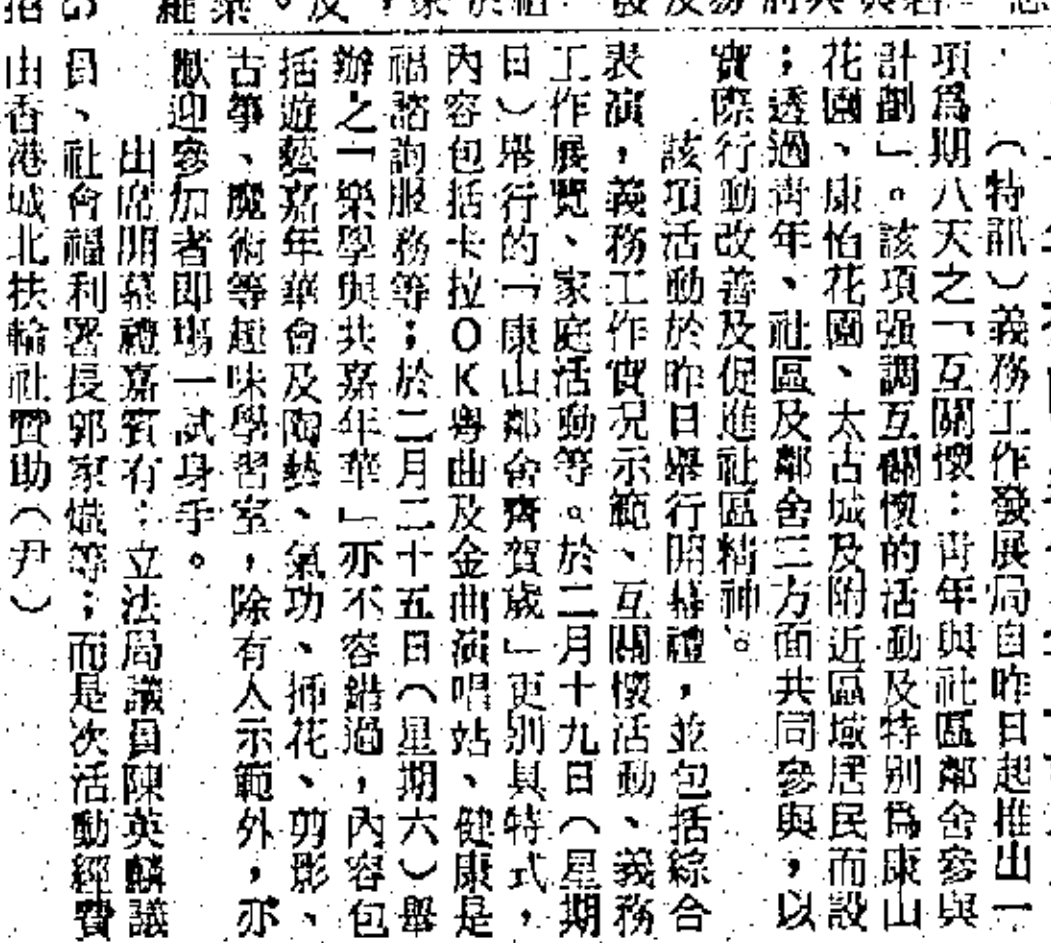 （特訊）義務工作發展局自昨日起推出一
項爲期八天之「互關懷：靑年與社區鄰舍參與
計劃」。該項强調互關懷的活動及特別爲康山
花園、康怡花園、太古城及附近區域居民而設
；透過靑年、社區及鄰舍三方面共同參與，以
實際行動改善及促進社區精神。
該項活動於昨日舉行開幕禮，並包括綜合
表演，義務工作實况示範、互關懷活動、義務
工作展覽、家庭活動等。於二月十九日（星期
日）舉行的「康山鄰舍齊賀歲」更別具特式，
內容包括卡拉OK粤曲及金曲演唱站、健康是
福諮詢服務等；於二月二十五日（星期六）舉
辦之「樂學與共嘉年華」亦不容錯過，內容包
括遊藝嘉年華會及陶藝、氣功、插花、剪影、
古箏、魔術等趣味學習室，除有人示範外，亦
歡迎參加者即塲一試身手。
出席開幕禮嘉賓有：立法局議員陳英麟議
員、社會福利署長郭家熾等；而是次活動經費
由香港城北扶輪社贊助（尹）